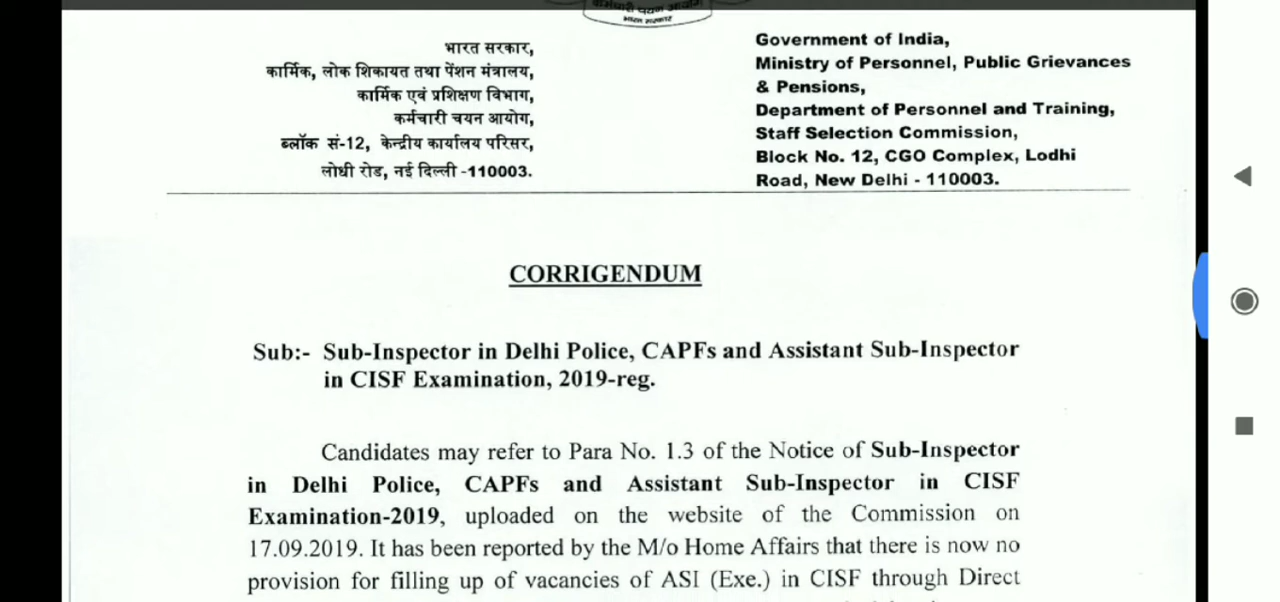 कर्मचारी चयन आयोग
भारत सरकार
भारत सरकार,
कार्मिक, लोक शिकायत तथा पेंशन मंत्रालय,
कार्मिक एवं प्रशिक्षण विभाग,
कर्मचारी चयन आयोग,
ब्लॉक सं-12, केन्द्रीय कार्यालय परिसर,
लोधी रोड, नई दिल्ली -110003.
Government of India,
Ministry of Personnel, Public Grievances
& Pensions,
Department of Personnel and Training,
Staff Selection Commission,
Block No. 12, CGO Complex, Lodhi
Road, New Delhi - 110003.
CORRIGENDUM
Sub:- Sub-Inspector in Delhi Police, CAPFs and Assistant Sub-Inspector
in CISF Examination, 2019-reg.
Candidates may refer to Para No. 1.3 of the Notice of Sub-Inspector
in Delhi Police, CAPFs and Assistant Sub-Inspector in CISF
Examination-2019, uploaded on the website of the Commission on
17.09.2019. It has been reported by the M/o Home Affairs that there is now no
provision for filling up of vacancies of ASI (Exe.) in CISF through Direct